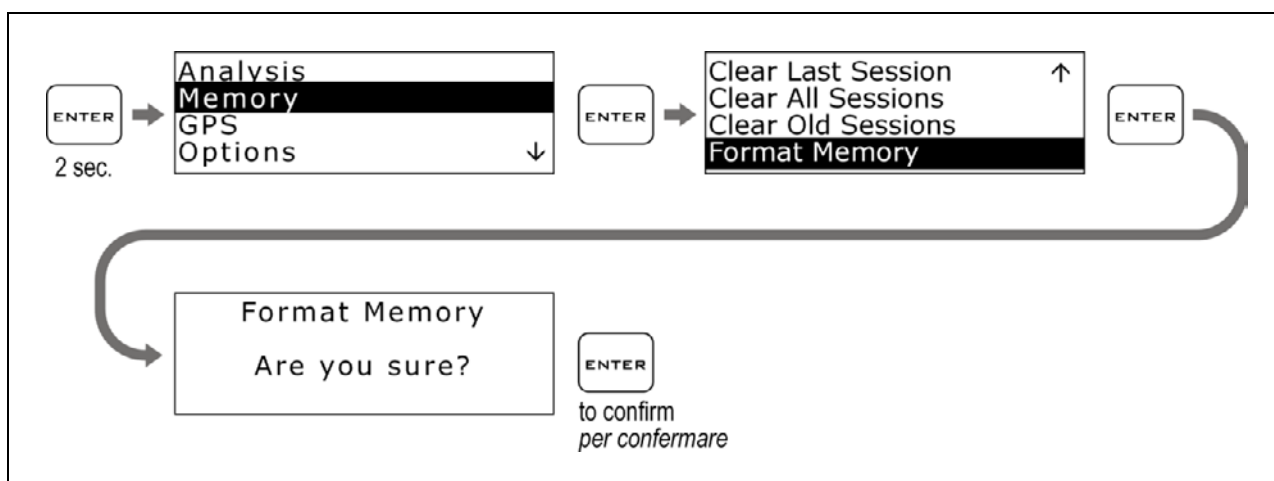 ENTER
2 sec.
Analysis
Memory
GPS
Options ↓
ENTER
Clear Last Session ↑
Clear All Sessions
Clear Old Sessions
Format Memory
ENTER
Format Memory
Are you sure?
ENTER
to confirm
per confermare